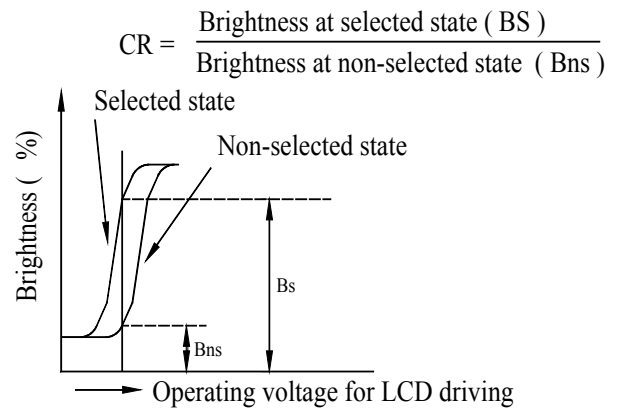 CR = Brightness at selected state ( BS )
Brightness at non-selected state ( Bns )
Selected state
Non-selected state
Brightness ( %)
Bs
Bns
Operating voltage for LCD driving